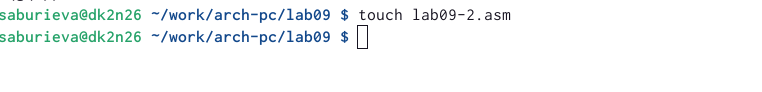 saburieva@dk2n26 ~/work/arch-pc/lab09 $ touch lab09-2.asm
saburieva@dk2n26 ~/work/arch-pc/lab09 $